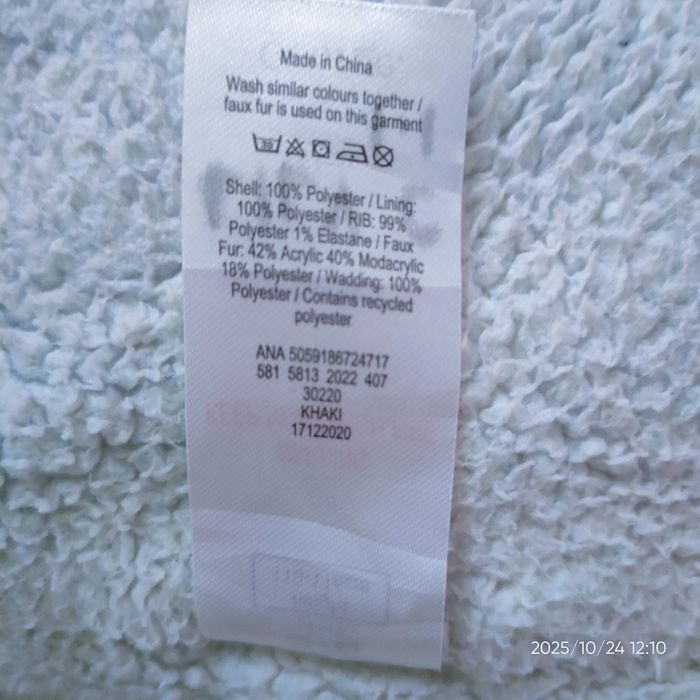 Made in China
Wash similar colours together /
faux fur is used on this garment
30
Shell: 100% Polyester / Lining:
100% Polyester / RIB: 99%
Polyester 1% Elastane / Faux
Fur: 42% Acrylic 40% Modacrylic
18% Polyester / Wadding: 100%
Polyester / Contains recycled
polyester
ANA 5059186724717
581 5813 2022 407
30220
KHAKI
17122020
2025/10/24 12:10